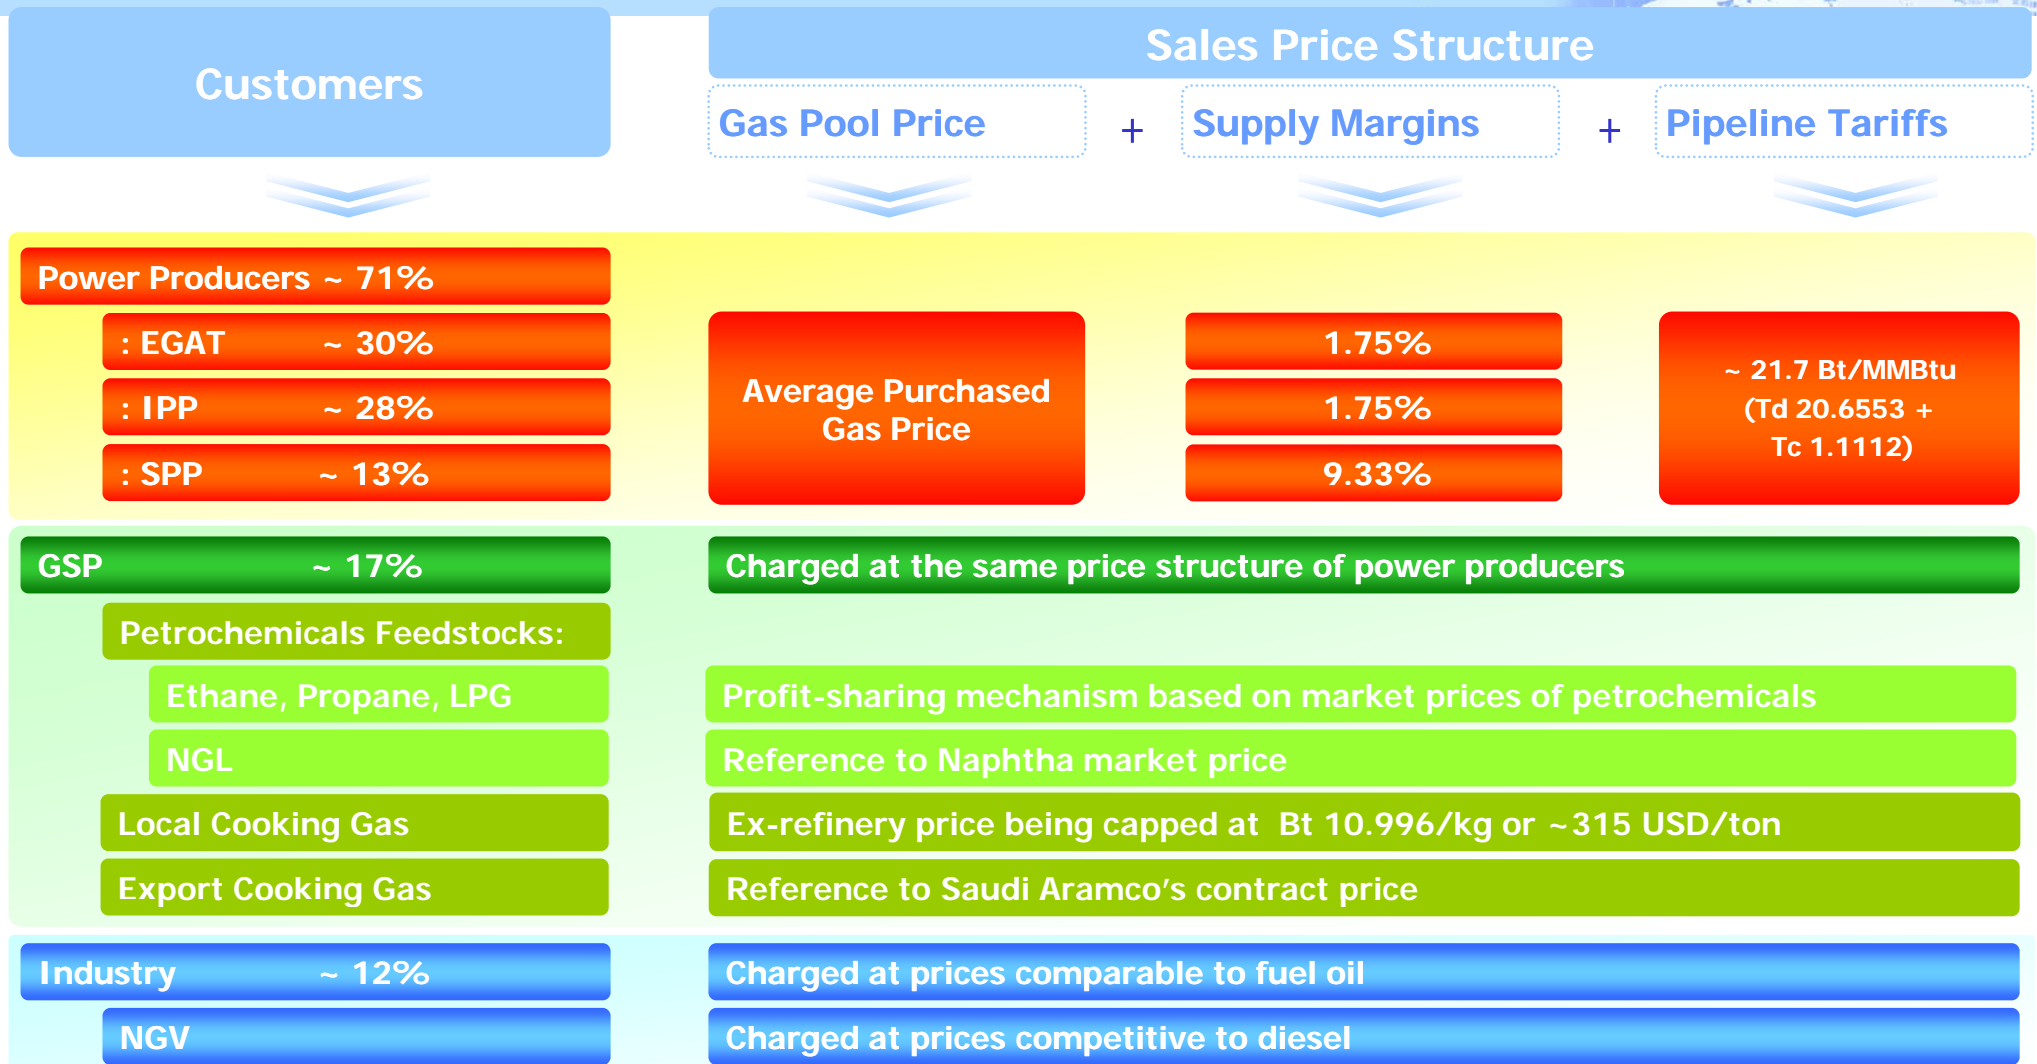 Customers
Sales Price Structure
Gas Pool Price + Supply Margins + Pipeline Tariffs
Power Producers ~ 71%
: EGAT ~ 30%
: IPP ~ 28%
: SPP ~ 13%
Average Purchased
Gas Price
1.75%
1.75%
9.33%
~ 21.7 Bt/MMBtu
(Td 20.6553 +
Tc 1.1112)
GSP ~ 17%
Charged at the same price structure of power producers
Petrochemicals Feedstocks:
Ethane, Propane, LPG
Profit-sharing mechanism based on market prices of petrochemicals
NGL
Reference to Naphtha market price
Local Cooking Gas
Ex-refinery price being capped at Bt 10.996/kg or ~315 USD/ton
Export Cooking Gas
Reference to Saudi Aramco’s contract price
Industry ~ 12%
Charged at prices comparable to fuel oil
NGV
Charged at prices competitive to diesel